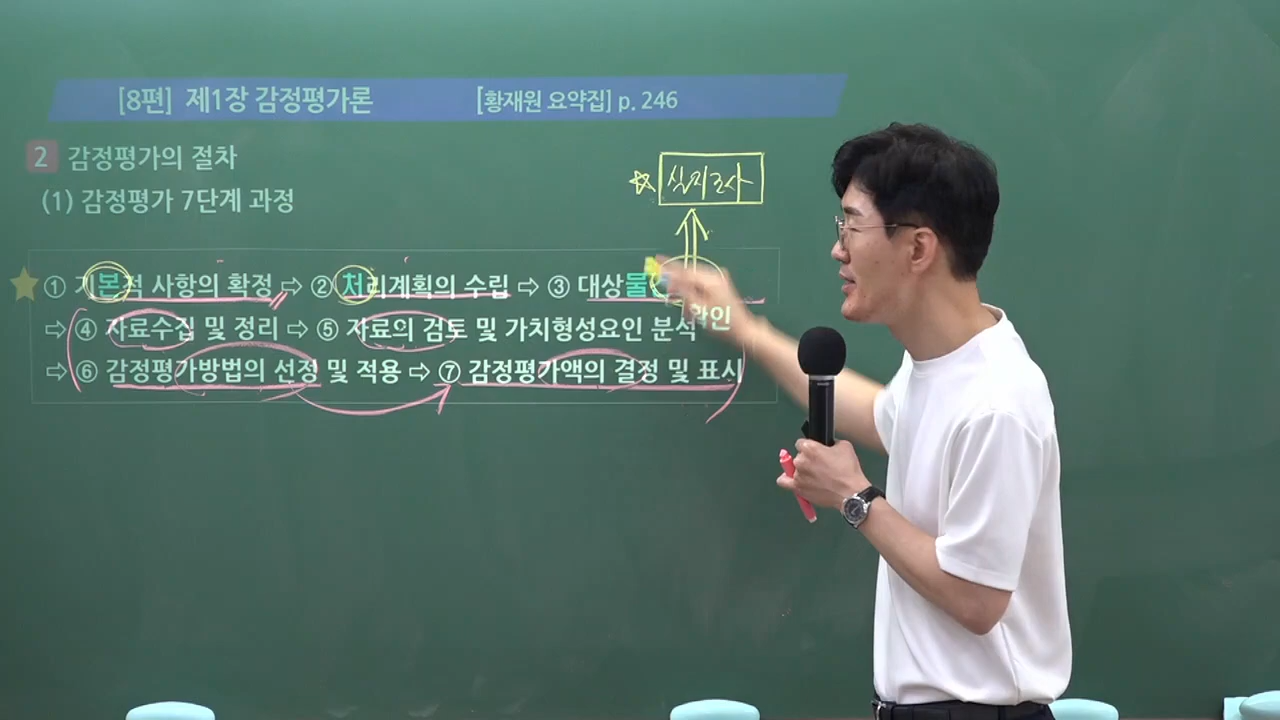 [8편] 제1장 감정평가론 [황재원 요약집] p. 246
2 감정평가의 절차
(1) 감정평가 7단계 과정
☆ 실지조사
① 기본적 사항의 확정 ⇨ ② 처리계획의 수립 ⇨ ③ 대상물 확인
⇨ ④ 자료수집 및 정리 ⇨ ⑤ 자료의 검토 및 가치형성요인 분석
⇨ ⑥ 감정평가방법의 선정 및 적용 ⇨ ⑦ 감정평가액의 결정 및 표시